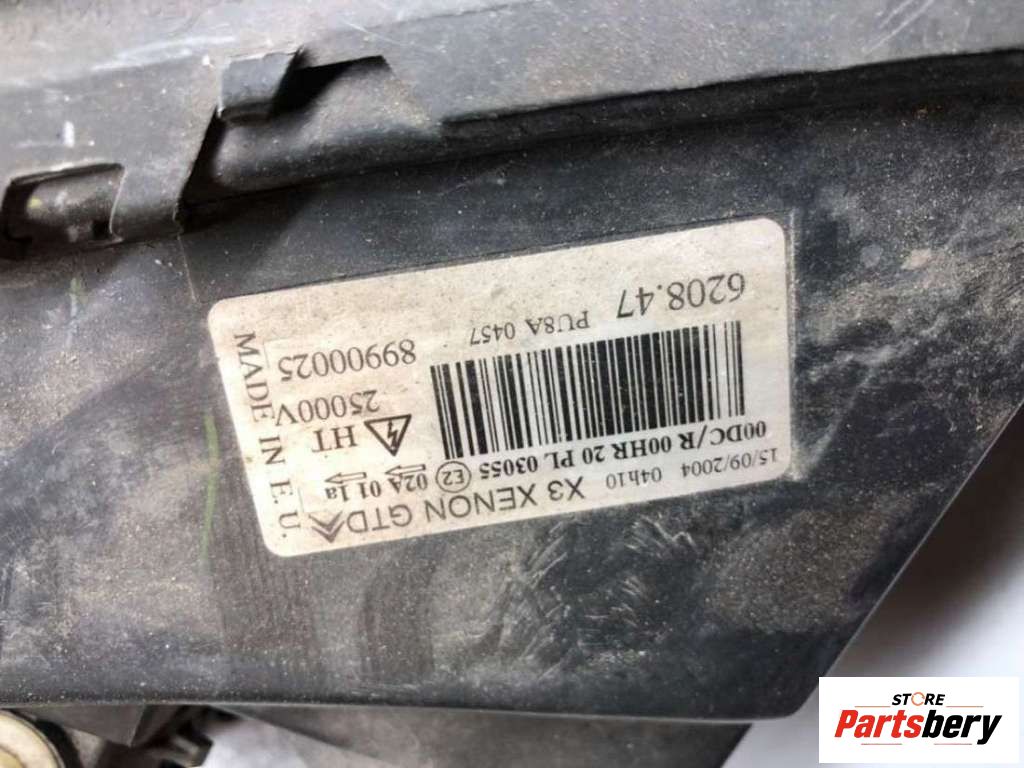 X3 XENON GTD
15/09/2004 04h10
00DC/R 00HR 20 PL 03055 E2 02A 01 1a
HT
25000V
89900025
PU8A 0457
6208.47
MADE IN E.U.
STORE
Partsbery